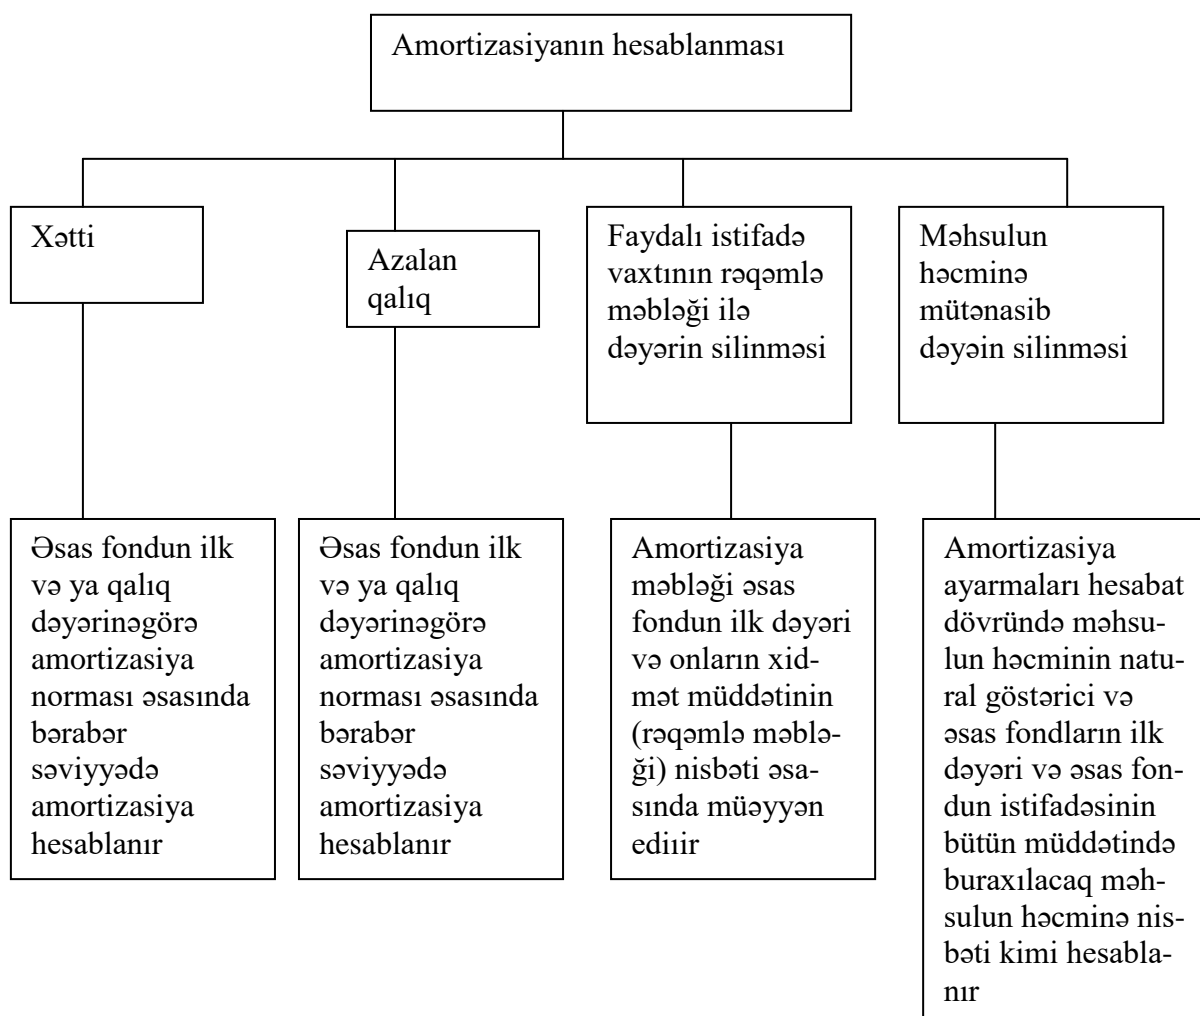 Amortizasiyanın hesablanması
Xətti
Azalan
qalıq
Faydalı istifadə
vaxtının rəqəmlə
məbləği ilə
dəyərin silinməsi
Məhsulun
həcminə
mütənasib
dəyəin silinməsi
Əsas fondun ilk
və ya qalıq
dəyərinəgörə
amortizasiya
norması əsasında
bərabər
səviyyədə
amortizasiya
hesablanır
Əsas fondun ilk
və ya qalıq
dəyərinəgörə
amortizasiya
norması əsasında
bərabər
səviyyədə
amortizasiya
hesablanır
Amortizasiya
məbləği əsas
fondun ilk dəyəri
və onların xid-
mət müddətinin
(rəqəmlə məblə-
ği) nisbəti əsa-
sında müəyyən
ediıir
Amortizasiya
ayarmaları hesabat
dövründə məhsu-
lun həcminin natu-
ral göstərici və
əsas fondların ilk
dəyəri və əsas fon-
dun istifadəsinin
bütün müddətində
buraxılacaq məh-
sulun həcminə nis-
bəti kimi hesabla-
nır